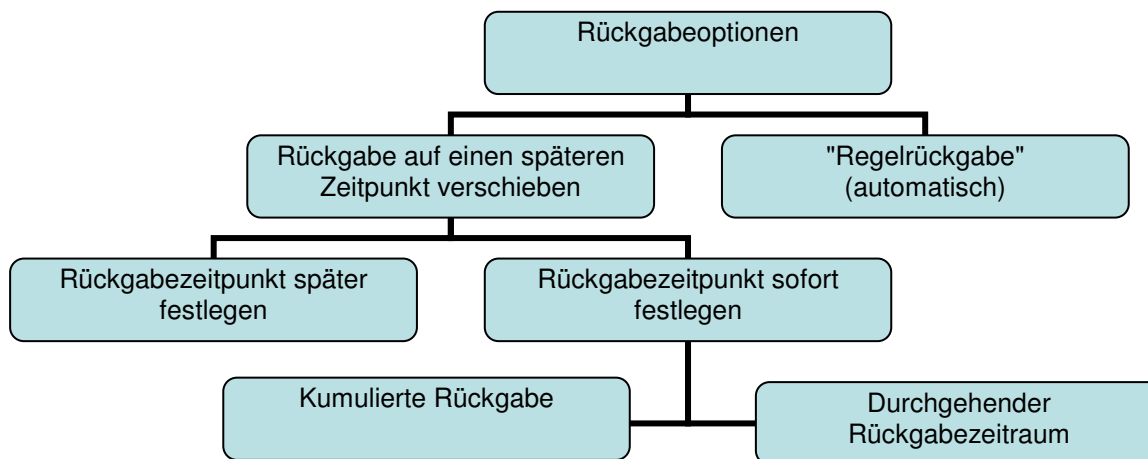 Rückgabeoptionen
Rückgabe auf einen späteren
Zeitpunkt verschieben
"Regelrückgabe"
(automatisch)
Rückgabezeitpunkt später
festlegen
Rückgabezeitpunkt sofort
festlegen
Kumulierte Rückgabe
Durchgehender
Rückgabezeitraum